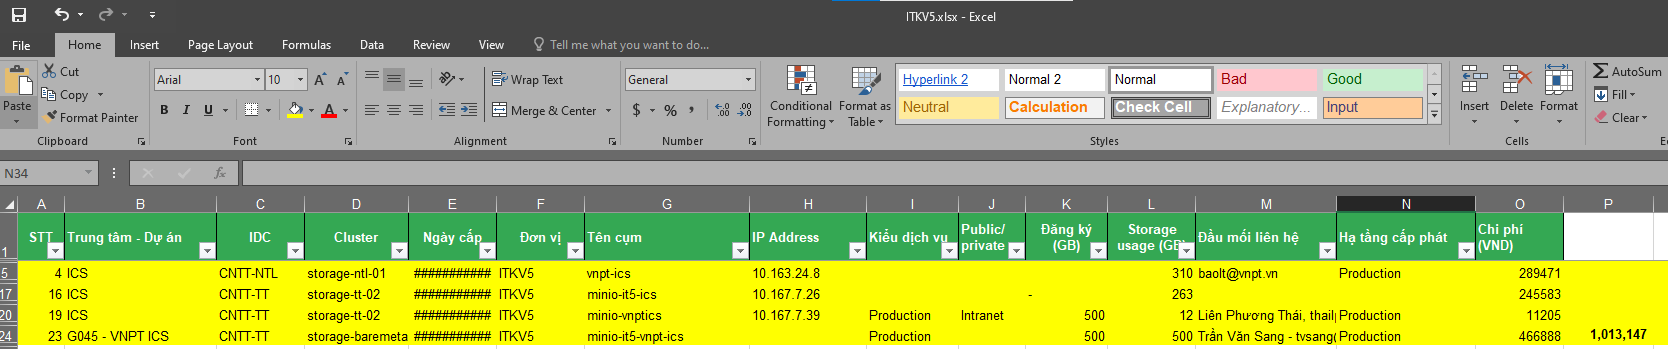 ITKV5.xlsx - Excel
File Home Insert Page Layout Formulas Data Review View Tell me what you want to do...
Paste
Cut
Copy
Format Painter
Clipboard
Arial 10
B I U
Font
Wrap Text
Merge & Center
Alignment
General
$ % ,
Number
Conditional Formatting
Format as Table
Hyperlink 2 Normal 2 Normal Bad Good
Neutral Calculation Check Cell Explanatory... Input
Styles
Insert Delete Format
Cells
AutoSum
Fill
Clear
N34 fx
A B C D E F G H I J K L M N O P
1 STT Trung tâm - Dự án IDC Cluster Ngày cấp Đơn vị Tên cụm IP Address Kiểu dịch vụ Public/ private Đăng ký (GB) Storage usage (GB) Đầu mối liên hệ Hạ tầng cấp phát Chi phí (VND)
5 4 ICS CNTT-NTL storage-ntl-01 ########### ITKV5 vnpt-ics 10.163.24.8 310 baolt@vnpt.vn Production 289471
17 16 ICS CNTT-TT storage-tt-02 ########### ITKV5 minio-it5-ics 10.167.7.26 - 263 Production 245583
20 19 ICS CNTT-TT storage-tt-02 ########### ITKV5 minio-vnptics 10.167.7.39 Production Intranet 500 12 Liên Phương Thái, thail Production 11205
24 23 G045 - VNPT ICS CNTT-TT storage-baremeta ########### ITKV5 minio-it5-vnpt-ics Production 500 500 Trần Văn Sang - tvsang Production 466888 1,013,147